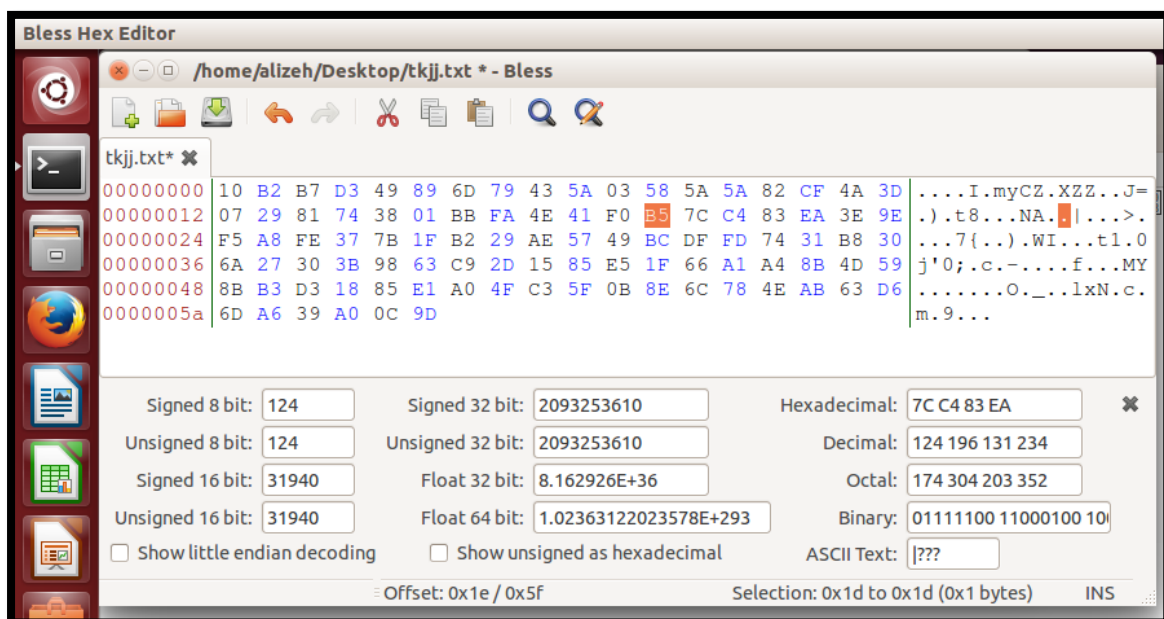 Bless Hex Editor
/home/alizeh/Desktop/tkjj.txt * - Bless
tkjj.txt*
00000000 10 B2 B7 D3 49 89 6D 79 43 5A 03 58 5A 5A 82 CF 4A 3D ....I.myCZ.XZZ..J=
00000012 07 29 81 74 38 01 BB FA 4E 41 F0 B5 7C C4 83 EA 3E 9E .).t8...NA..|...>.
00000024 F5 A8 FE 37 7B 1F B2 29 AE 57 49 BC DF FD 74 31 B8 30 ...7{..).WI...t1.0
00000036 6A 27 30 3B 98 63 C9 2D 15 85 E5 1F 66 A1 A4 8B 4D 59 j'0;.c.-....f...MY
00000048 8B B3 D3 18 85 E1 A0 4F C3 5F 0B 8E 6C 78 4E AB 63 D6 .......O._..lxN.c.
0000005a 6D A6 39 A0 0C 9D m.9...
Signed 8 bit: 124 Signed 32 bit: 2093253610 Hexadecimal: 7C C4 83 EA
Unsigned 8 bit: 124 Unsigned 32 bit: 2093253610 Decimal: 124 196 131 234
Signed 16 bit: 31940 Float 32 bit: 8.162926E+36 Octal: 174 304 203 352
Unsigned 16 bit: 31940 Float 64 bit: 1.02363122023578E+293 Binary: 01111100 11000100 10
Show little endian decoding Show unsigned as hexadecimal ASCII Text: |???
Offset: 0x1e / 0x5f Selection: 0x1d to 0x1d (0x1 bytes) INS